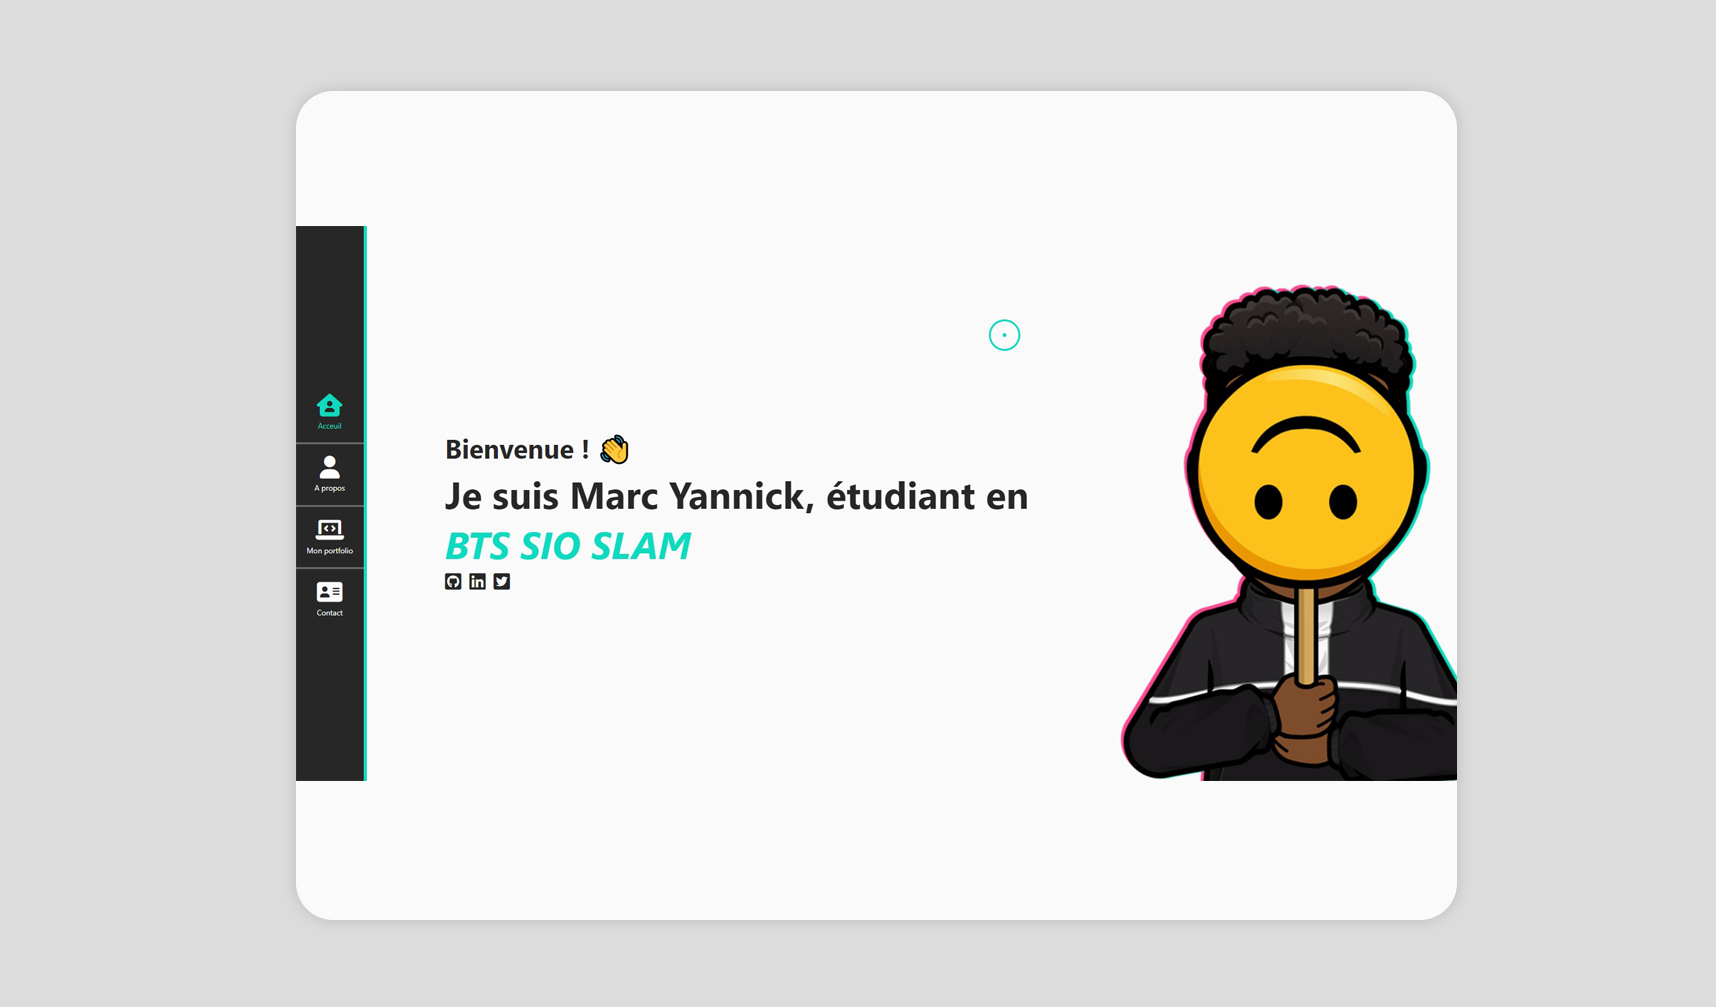 Acceuil
A propos
Mon portfolio
Contact
Bienvenue !
Je suis Marc Yannick, étudiant en
BTS SIO SLAM